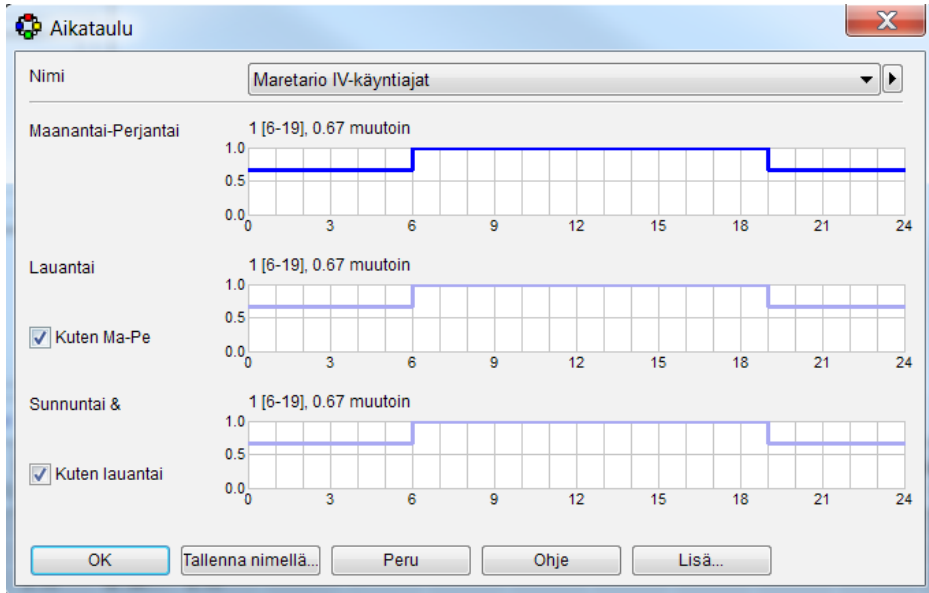 Aikataulu
Nimi
Maretario IV-käyntiajat
Maanantai-Perjantai
1 [6-19], 0.67 muutoin
1.0
0.5
0.0
0 3 6 9 12 15 18 21 24
Lauantai
1 [6-19], 0.67 muutoin
1.0
0.5
Kuten Ma-Pe
0.0
0 3 6 9 12 15 18 21 24
Sunnuntai &
1 [6-19], 0.67 muutoin
1.0
0.5
Kuten lauantai
0.0
0 3 6 9 12 15 18 21 24
OK Tallenna nimellä... Peru Ohje Lisä...